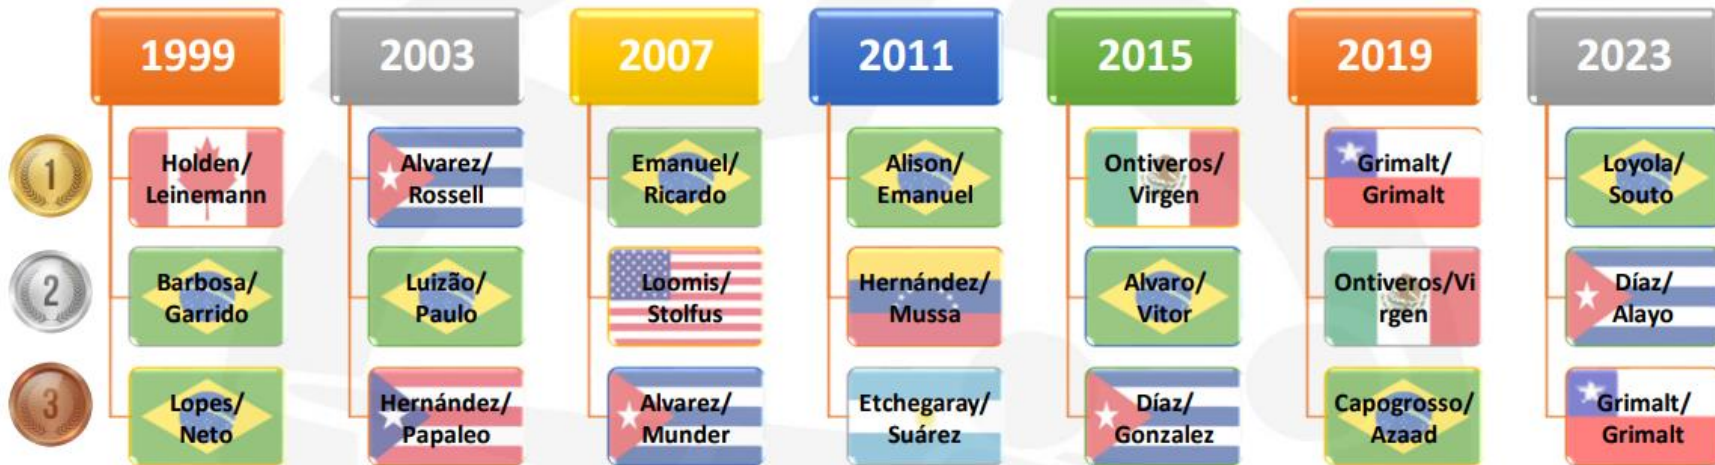 1999
2003
2007
2011
2015
2019
2023
1
Holden/
Leinemann
Alvarez/
Rossell
Emanuel/
Ricardo
Alison/
Emanuel
Ontiveros/
Virgen
Grimalt/
Grimalt
Loyola/
Souto
2
Barbosa/
Garrido
Luizão/
Paulo
Loomis/
Stolfus
Hernández/
Mussa
Alvaro/
Vitor
Ontiveros/Vi
rgen
Díaz/
Alayo
3
Lopes/
Neto
Hernández/
Papaleo
Alvarez/
Munder
Etchegaray/
Suárez
Díaz/
Gonzalez
Capogrosso/
Azaad
Grimalt/
Grimalt